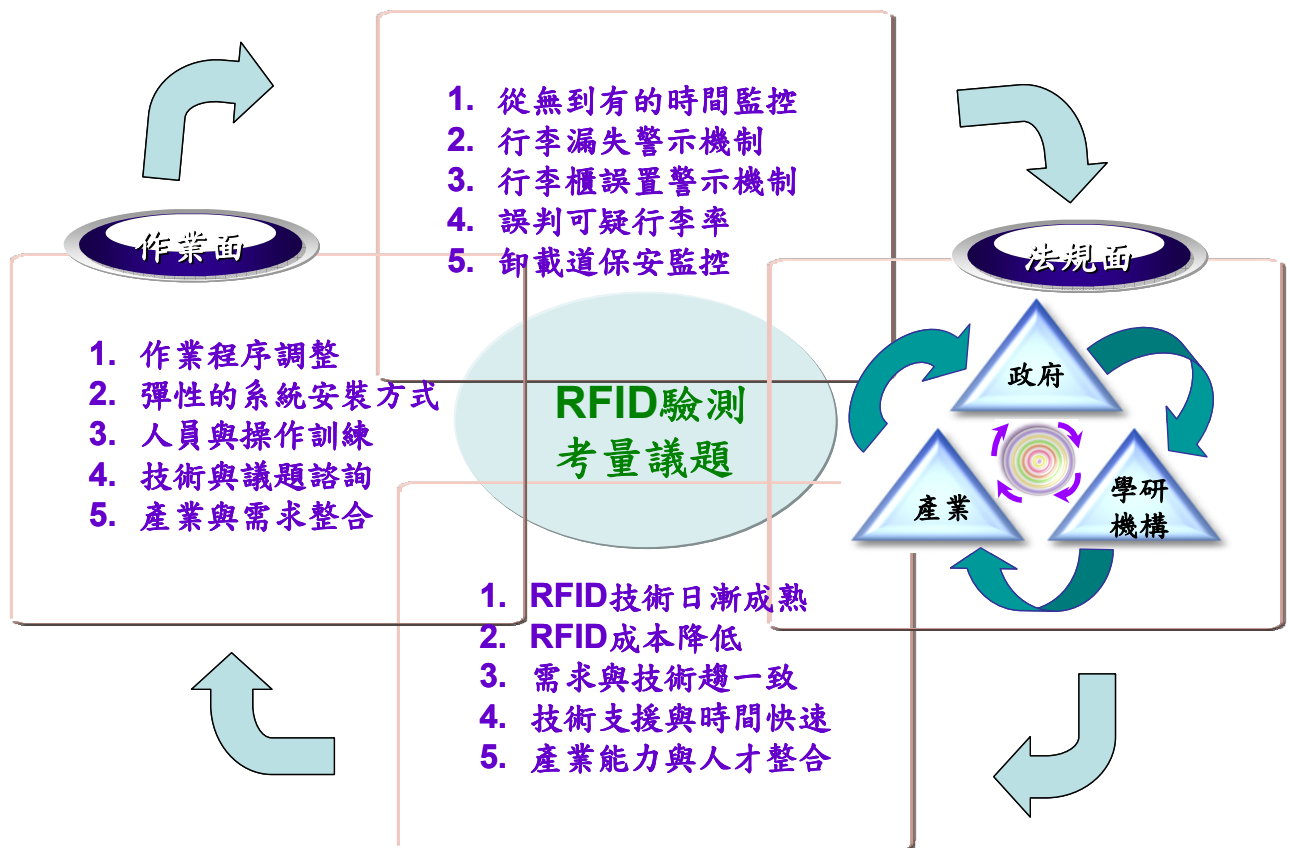 1. 從無到有的時間監控
2. 行李漏失警示機制
3. 行李櫃誤置警示機制
4. 誤判可疑行李率
5. 卸載道保安監控
作業面
1. 作業程序調整
2. 彈性的系統安裝方式
3. 人員與操作訓練
4. 技術與議題諮詢
5. 產業與需求整合
RFID驗測
考量議題
法規面
政府
產業
學研
機構
1. RFID技術日漸成熟
2. RFID成本降低
3. 需求與技術趨一致
4. 技術支援與時間快速
5. 產業能力與人才整合